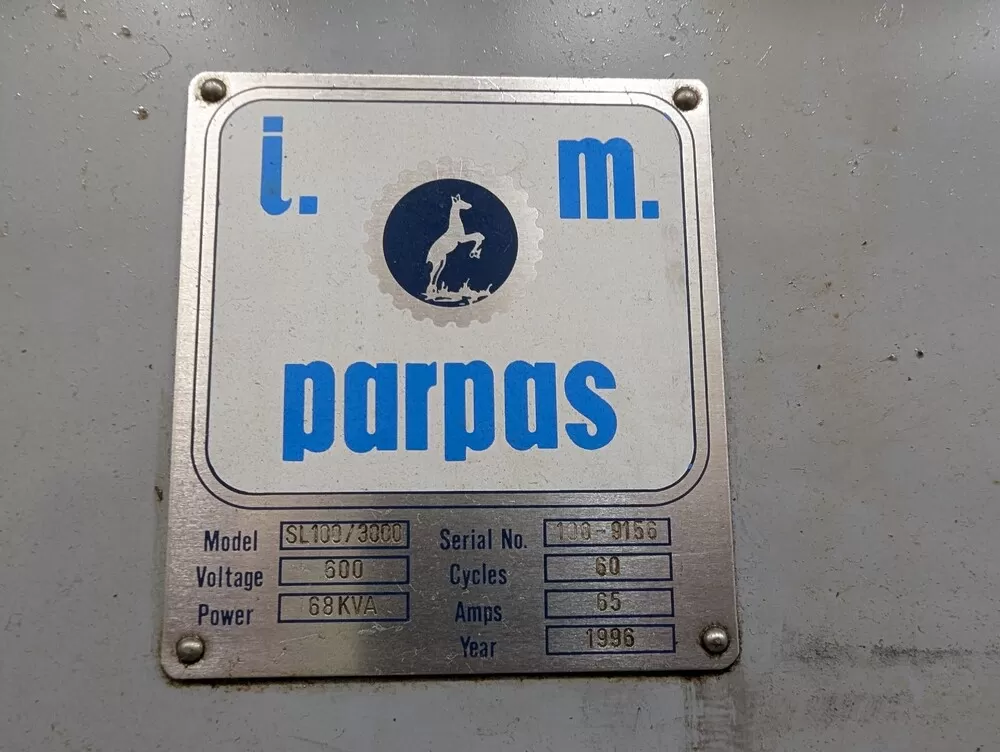 i. m.
parpas
Model SL100/3000 Serial No. 100-9156
Voltage 600 Cycles 60
Power 68KVA Amps 65
Year 1996